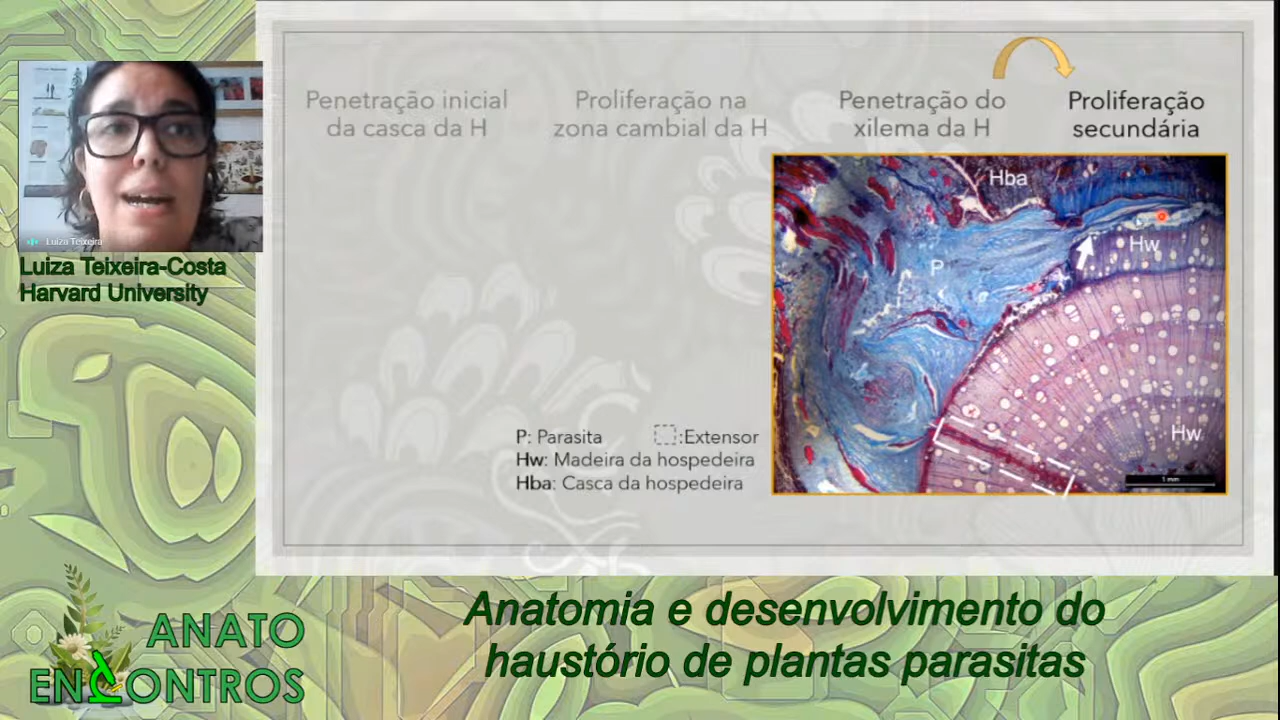 Penetração inicial
da casca da H
Proliferação na
zona cambial da H
Penetração do
xilema da H
Proliferação
secundária
Hba
Hw
P
Hw
1 mm
P: Parasita
:Extensor
Hw: Madeira da hospedeira
Hba: Casca da hospedeira
Luiza Teixeira
Luiza Teixeira-Costa
Harvard University
ANATO
ENCONTROS
Anatomia e desenvolvimento do
haustório de plantas parasitas